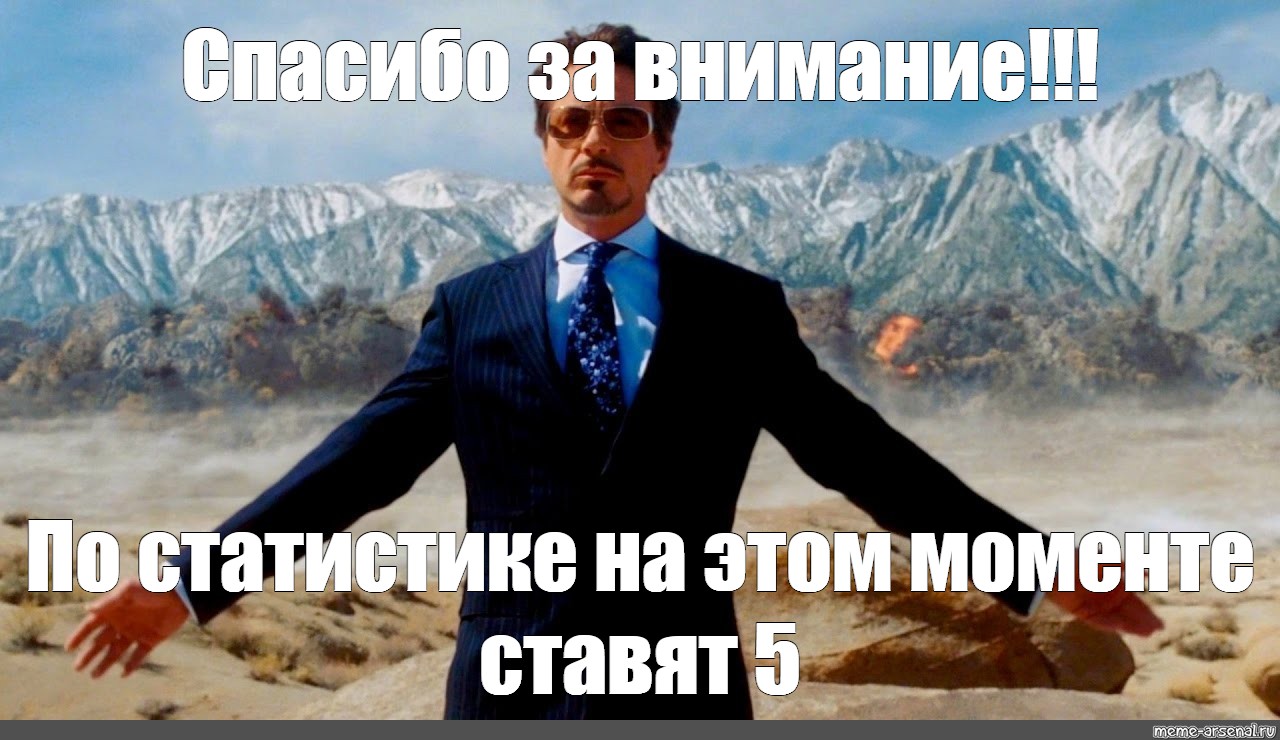 Спасибо за внимание!!!
По статистике на этом моменте
ставят 5
meme-arsenal.ru